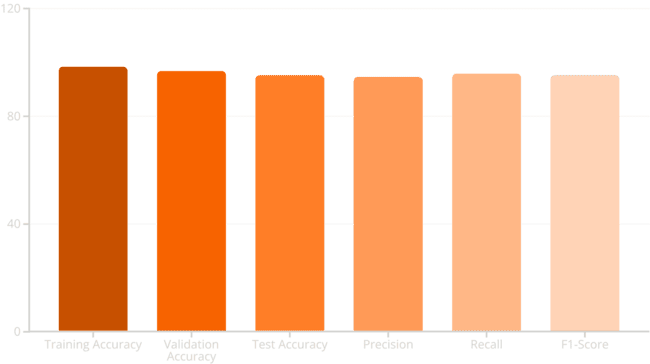 120
80
40
0
Training Accuracy
Validation
Accuracy
Test Accuracy
Precision
Recall
F1-Score